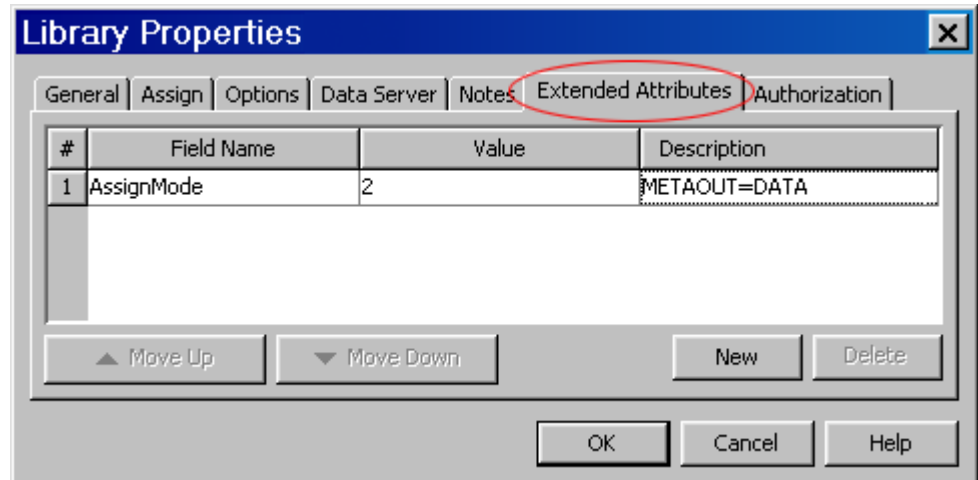 Library Properties
General Assign Options Data Server Notes Extended Attributes Authorization
# Field Name Value Description
1 AssignMode 2 METAOUT=DATA
Move Up Move Down New Delete
OK Cancel Help